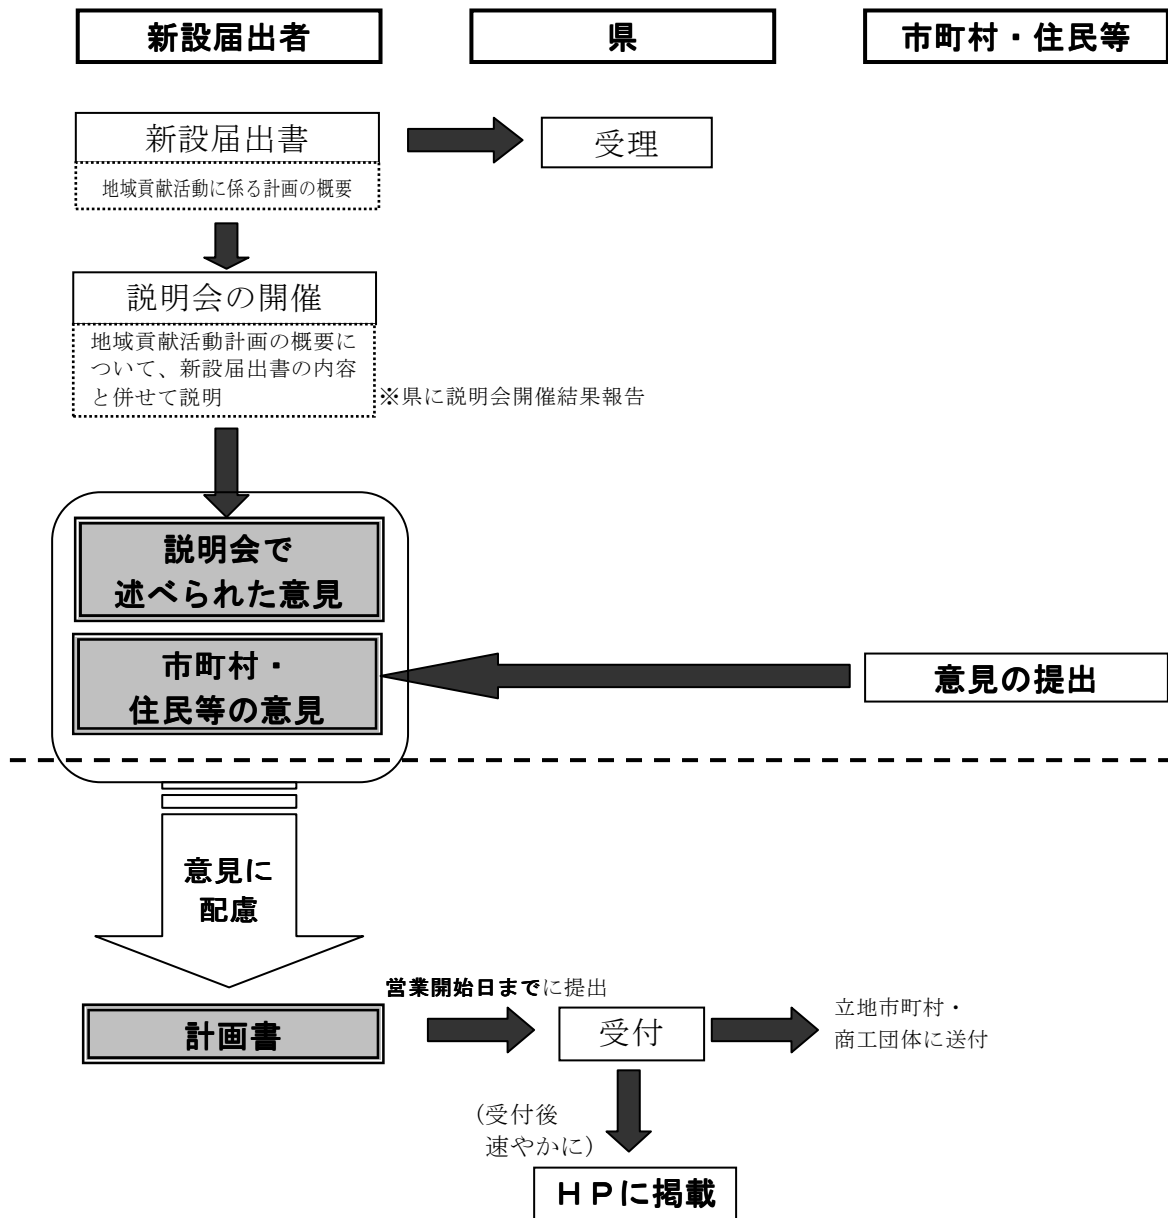 新設届出者
県
市町村・住民等
新設届出書
受理
地域貢献活動に係る計画の概要
説明会の開催
地域貢献活動計画の概要に
ついて、新設届出書の内容
と併せて説明
※県に説明会開催結果報告
説明会で
述べられた意見
市町村・
住民等の意見
意見の提出
意見に
配慮
営業開始日までに提出
計画書
受付
立地市町村・
商工団体に送付
(受付後
速やかに)
ＨＰに掲載